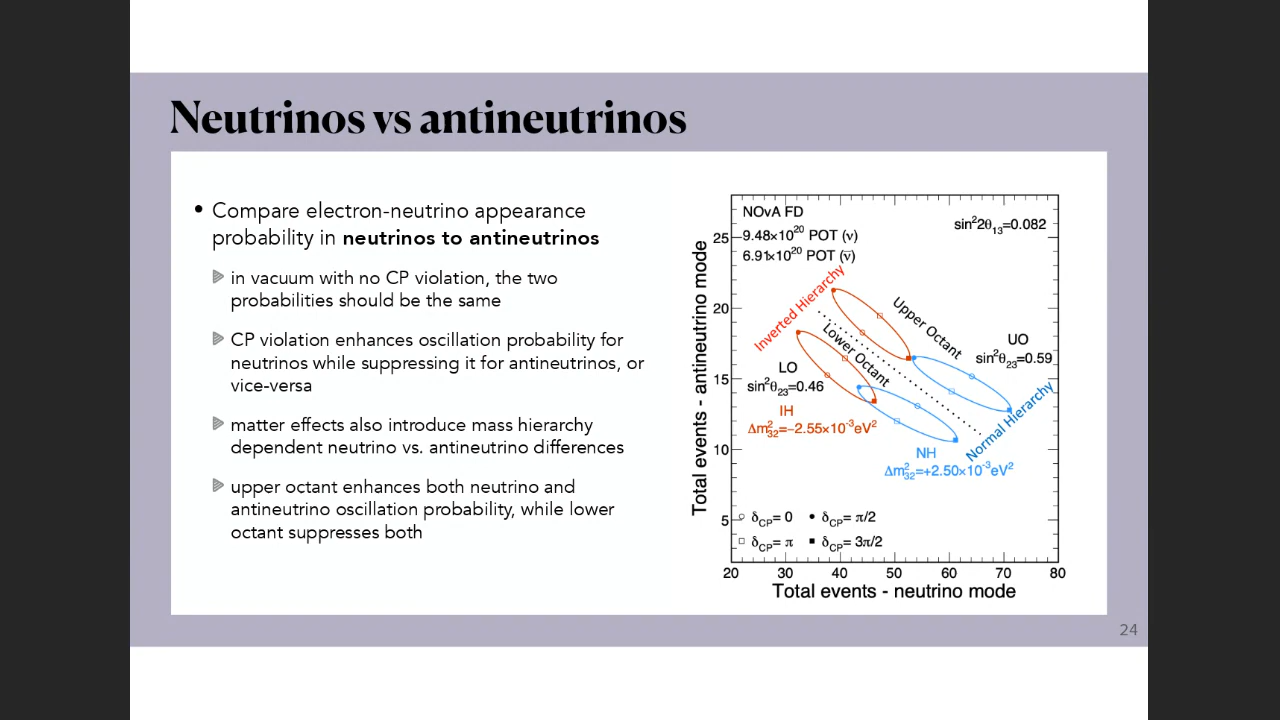 Neutrinos vs antineutrinos
• Compare electron-neutrino appearance
probability in neutrinos to antineutrinos
in vacuum with no CP violation, the two
probabilities should be the same
CP violation enhances oscillation probability for
neutrinos while suppressing it for antineutrinos, or
vice-versa
matter effects also introduce mass hierarchy
dependent neutrino vs. antineutrino differences
upper octant enhances both neutrino and
antineutrino oscillation probability, while lower
octant suppresses both
Total events - antineutrino mode
25
20
15
10
5
NOvA FD
9.48×10²⁰ POT (ν)
6.91×10²⁰ POT (ν̅)
sin²2θ₁₃=0.082
Inverted Hierarchy
Upper Octant
Lower Octant
UO
sin²θ₂₃=0.59
LO
sin²θ₂₃=0.46
IH
Δm²₃₂=−2.55×10⁻³eV²
Normal Hierarchy
NH
Δm²₃₂=+2.50×10⁻³eV²
○ δCP= 0 ● δCP= π/2
□ δCP= π ■ δCP= 3π/2
20 30 40 50 60 70 80
Total events - neutrino mode
24